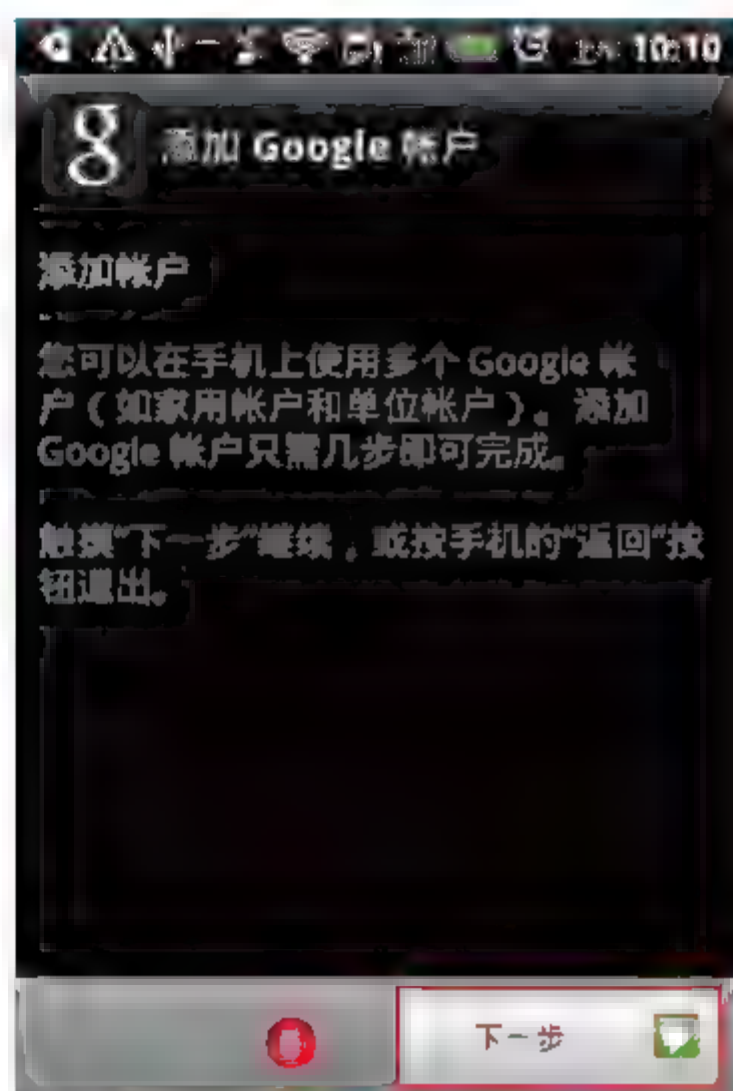 上午 10:10
添加 Google 帐户
添加帐户
您可以在手机上使用多个 Google 帐
户（如家用帐户和单位帐户）。添加
Google 帐户只需几步即可完成。
触摸“下一步”继续，或按手机的“返回”按
钮退出。
下一步